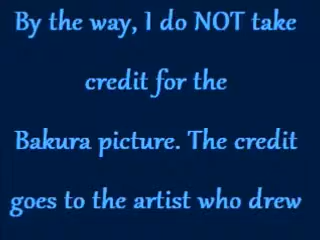 By the way, I do NOT take
credit for the
Bakura picture. The credit
goes to the artist who drew